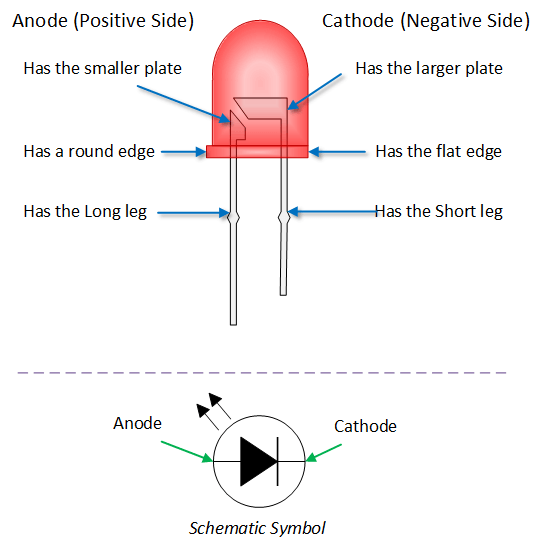 Anode (Positive Side)
Cathode (Negative Side)
Has the smaller plate
Has the larger plate
Has a round edge
Has the flat edge
Has the Long leg
Has the Short leg
Anode
Cathode
Schematic Symbol